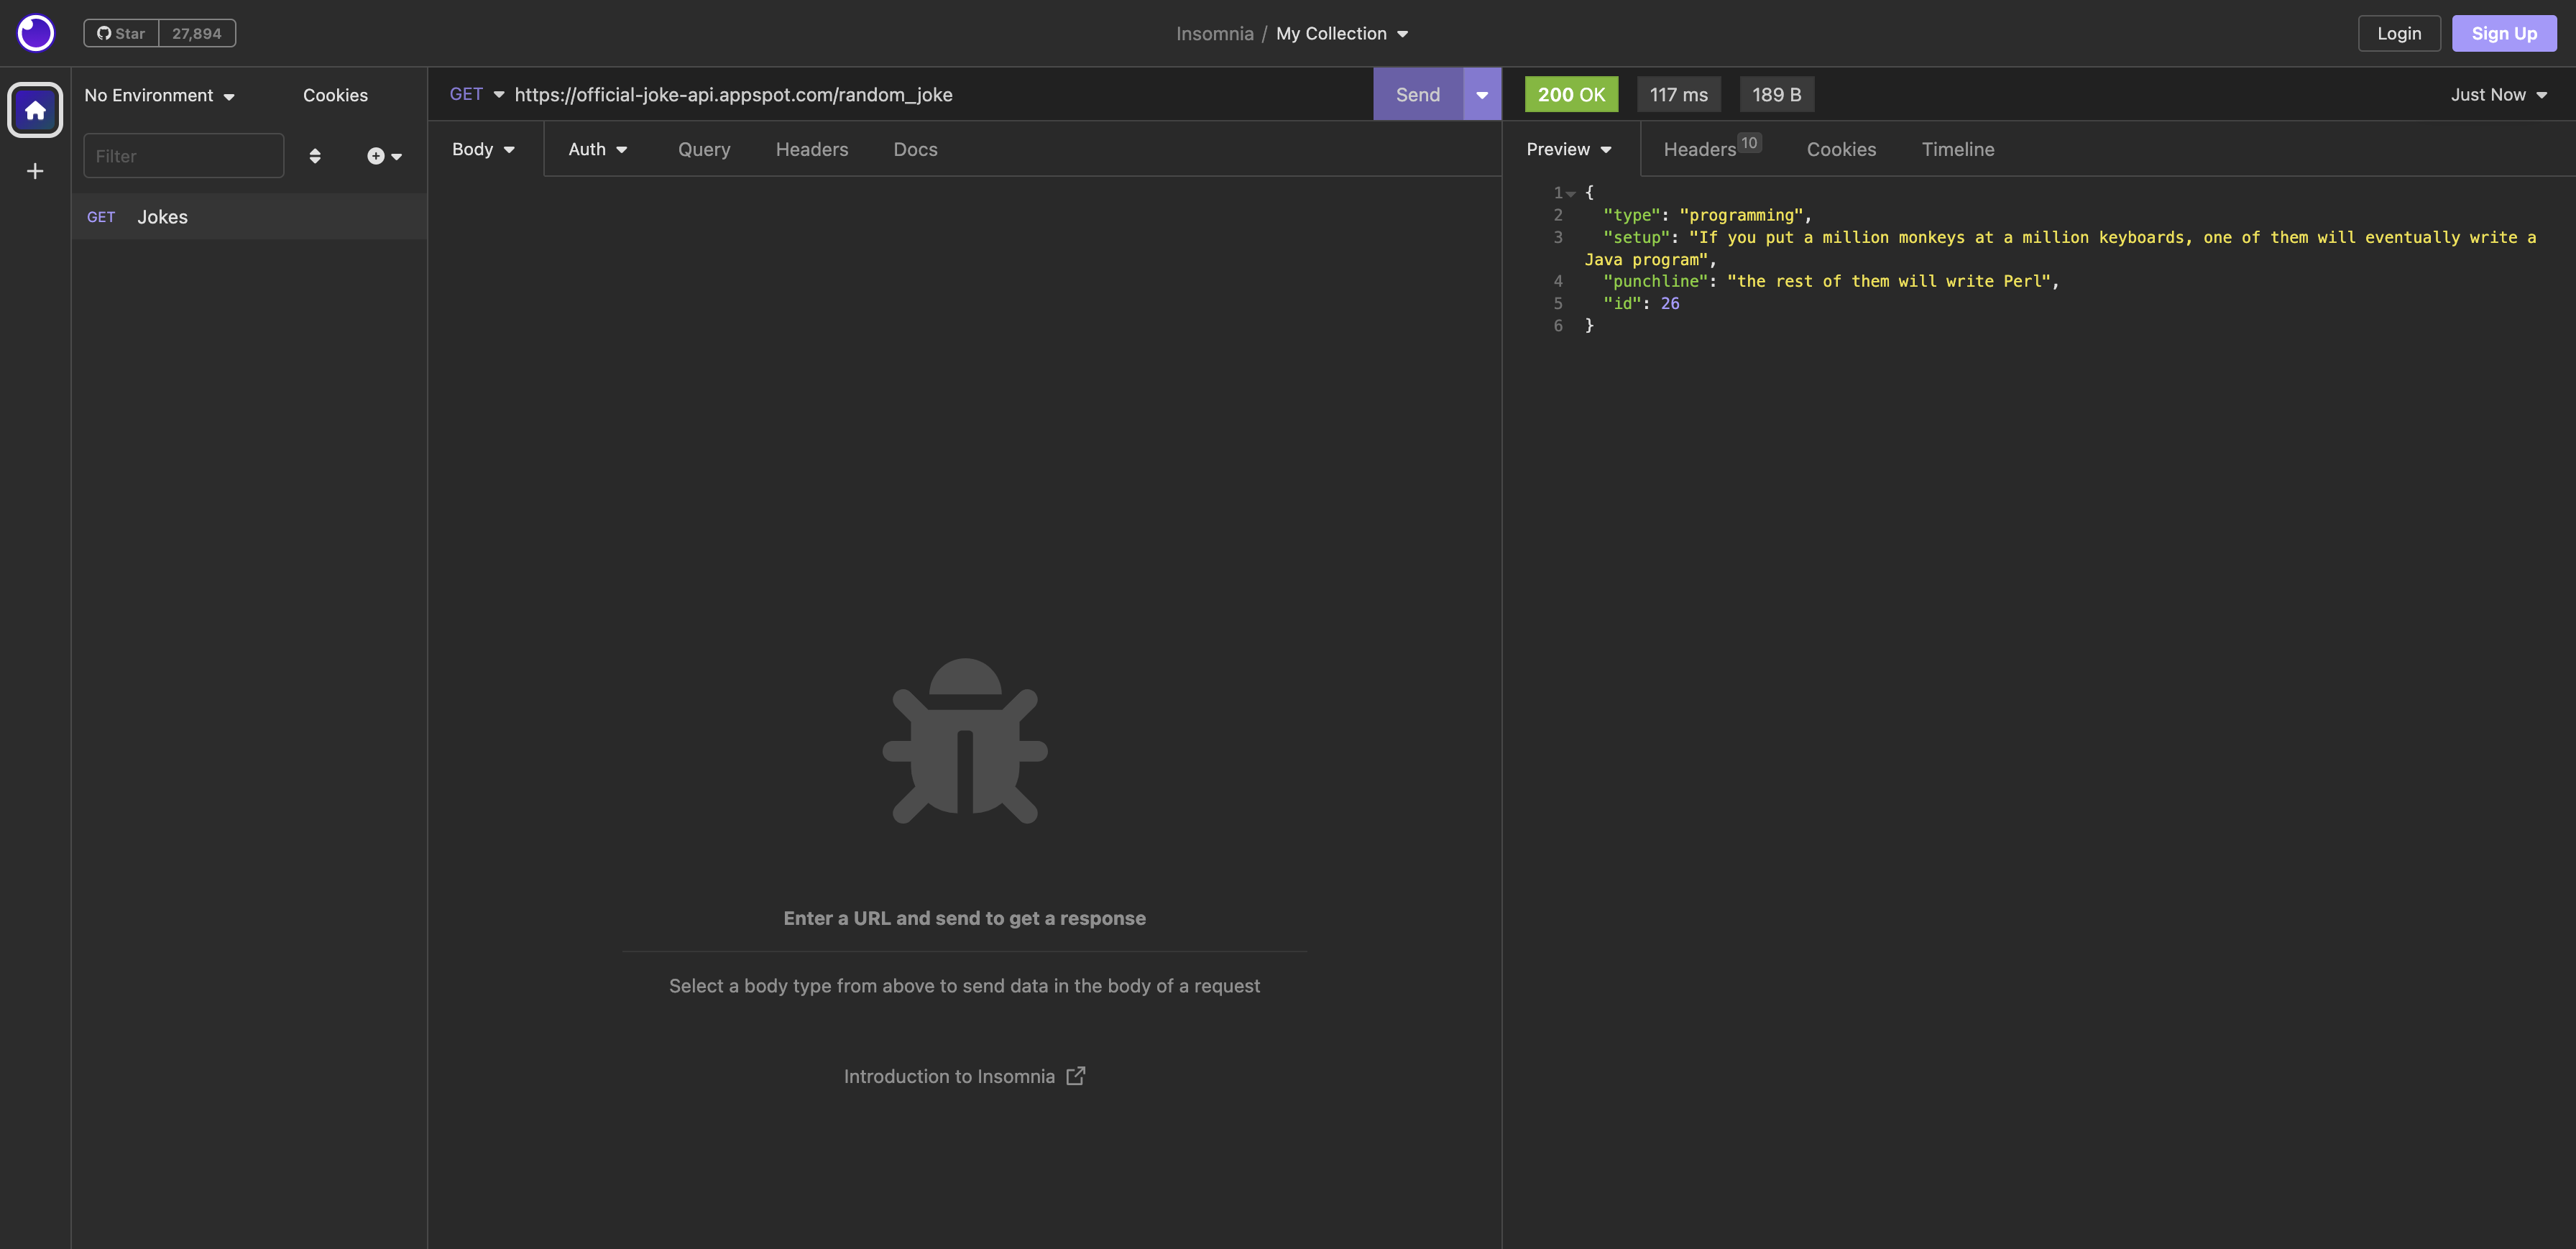 Star 27,894
Insomnia / My Collection
Login Sign Up
No Environment Cookies
Filter
GET Jokes
GET https://official-joke-api.appspot.com/random_joke Send
Body Auth Query Headers Docs
Enter a URL and send to get a response
Select a body type from above to send data in the body of a request
Introduction to Insomnia
200 OK 117 ms 189 B Just Now
Preview Headers 10 Cookies Timeline
1 {
2 "type": "programming",
3 "setup": "If you put a million monkeys at a million keyboards, one of them will eventually write a
Java program",
4 "punchline": "the rest of them will write Perl",
5 "id": 26
6 }